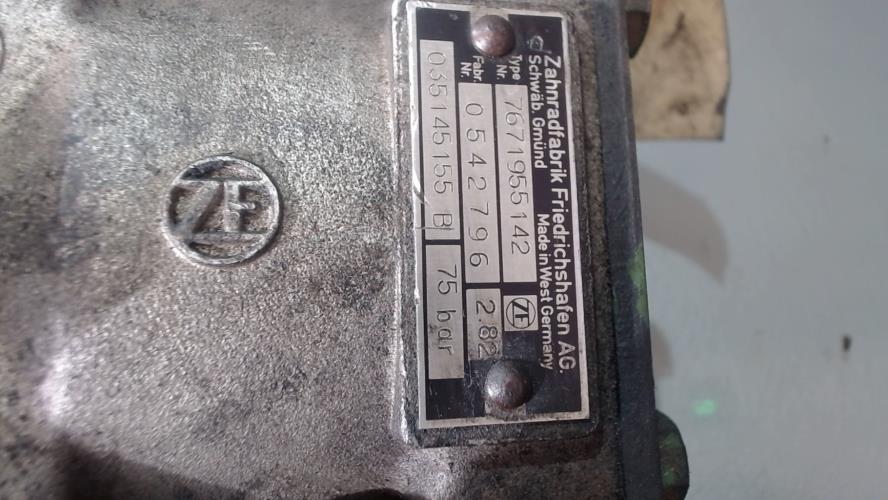 Zahnradfabrik Friedrichshafen AG.
Schwäb. Gmünd Made in West Germany
Type Nr. 7671955142 ZF
Fabr. Nr. 0542796 2.82
035145155 B 75 bar
ZF